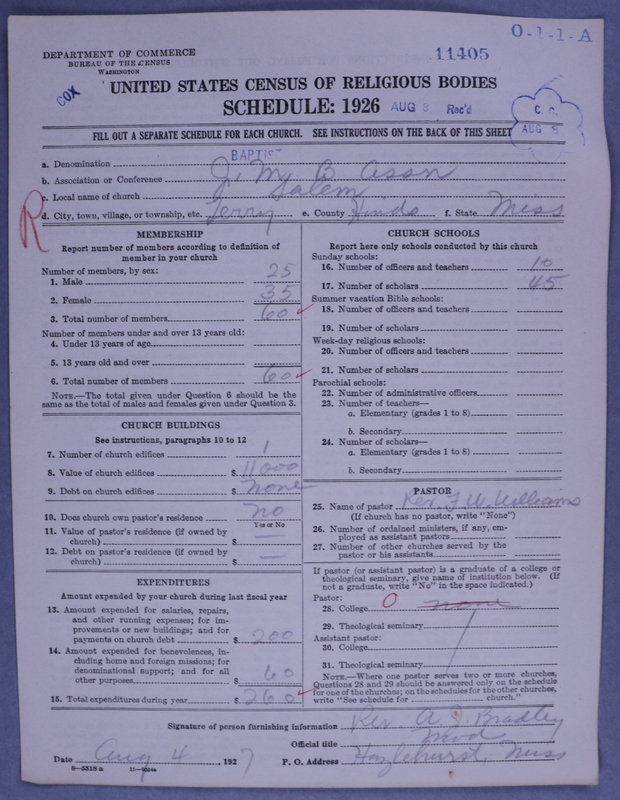 O-1-1-A
DEPARTMENT OF COMMERCE
BUREAU OF THE CENSUS
WASHINGTON
11405
COX
UNITED STATES CENSUS OF RELIGIOUS BODIES
SCHEDULE: 1926
AUG 8 Rec'd
C. C.
AUG 8
FILL OUT A SEPARATE SCHEDULE FOR EACH CHURCH. SEE INSTRUCTIONS ON THE BACK OF THIS SHEET
a. Denomination BAPTIST
b. Association or Conference J. M. B. Assn
c. Local name of church Salem
R
d. City, town, village, or township, etc. Terry e. County Hinds f. State Miss
MEMBERSHIP
Report number of members according to definition of
member in your church
Number of members, by sex:
1. Male 25
2. Female 35
3. Total number of members 60
Number of members under and over 13 years old:
4. Under 13 years of age
5. 13 years old and over
6. Total number of members 60
NOTE.—The total given under Question 6 should be the
same as the total of males and females given under Question 3.
CHURCH BUILDINGS
See instructions, paragraphs 10 to 12
7. Number of church edifices 1
8. Value of church edifices $ 11000
9. Debt on church edifices $ none
10. Does church own pastor's residence no
Yes or No
11. Value of pastor's residence (if owned by
church) $ —
12. Debt on pastor's residence (if owned by
church) $ —
EXPENDITURES
Amount expended by your church during last fiscal year
13. Amount expended for salaries, repairs,
and other running expenses; for im-
provements or new buildings; and for
payments on church debt $ 200
14. Amount expended for benevolences, in-
cluding home and foreign missions; for
denominational support; and for all
other purposes $ 60
15. Total expenditures during year $ 260
CHURCH SCHOOLS
Report here only schools conducted by this church
Sunday schools:
16. Number of officers and teachers 10
17. Number of scholars 45
Summer vacation Bible schools:
18. Number of officers and teachers
19. Number of scholars
Week-day religious schools:
20. Number of officers and teachers
21. Number of scholars
Parochial schools:
22. Number of administrative officers
23. Number of teachers—
a. Elementary (grades 1 to 8)
b. Secondary
24. Number of scholars—
a. Elementary (grades 1 to 8)
b. Secondary
PASTOR
25. Name of pastor Rev. F. W. Williams
(If church has no pastor, write "None")
26. Number of ordained ministers, if any, em-
ployed as assistant pastors
27. Number of other churches served by the
pastor or his assistants
If pastor (or assistant pastor) is a graduate of a college or
theological seminary, give name of institution below. (If
not a graduate, write "No" in the space indicated.)
Pastor:
28. College 0 none
29. Theological seminary
Assistant pastor:
30. College
31. Theological seminary
NOTE.—Where one pastor serves two or more churches,
Questions 28 and 29 should be answered only on the schedule
for one of the churches; on the schedules for the other churches,
write "See schedule for church."
Signature of person furnishing information Rev. A. J. Bradley
Official title Mod
Date Aug 4, 1927 P. O. Address Hazlehurst, Miss
8-5518a